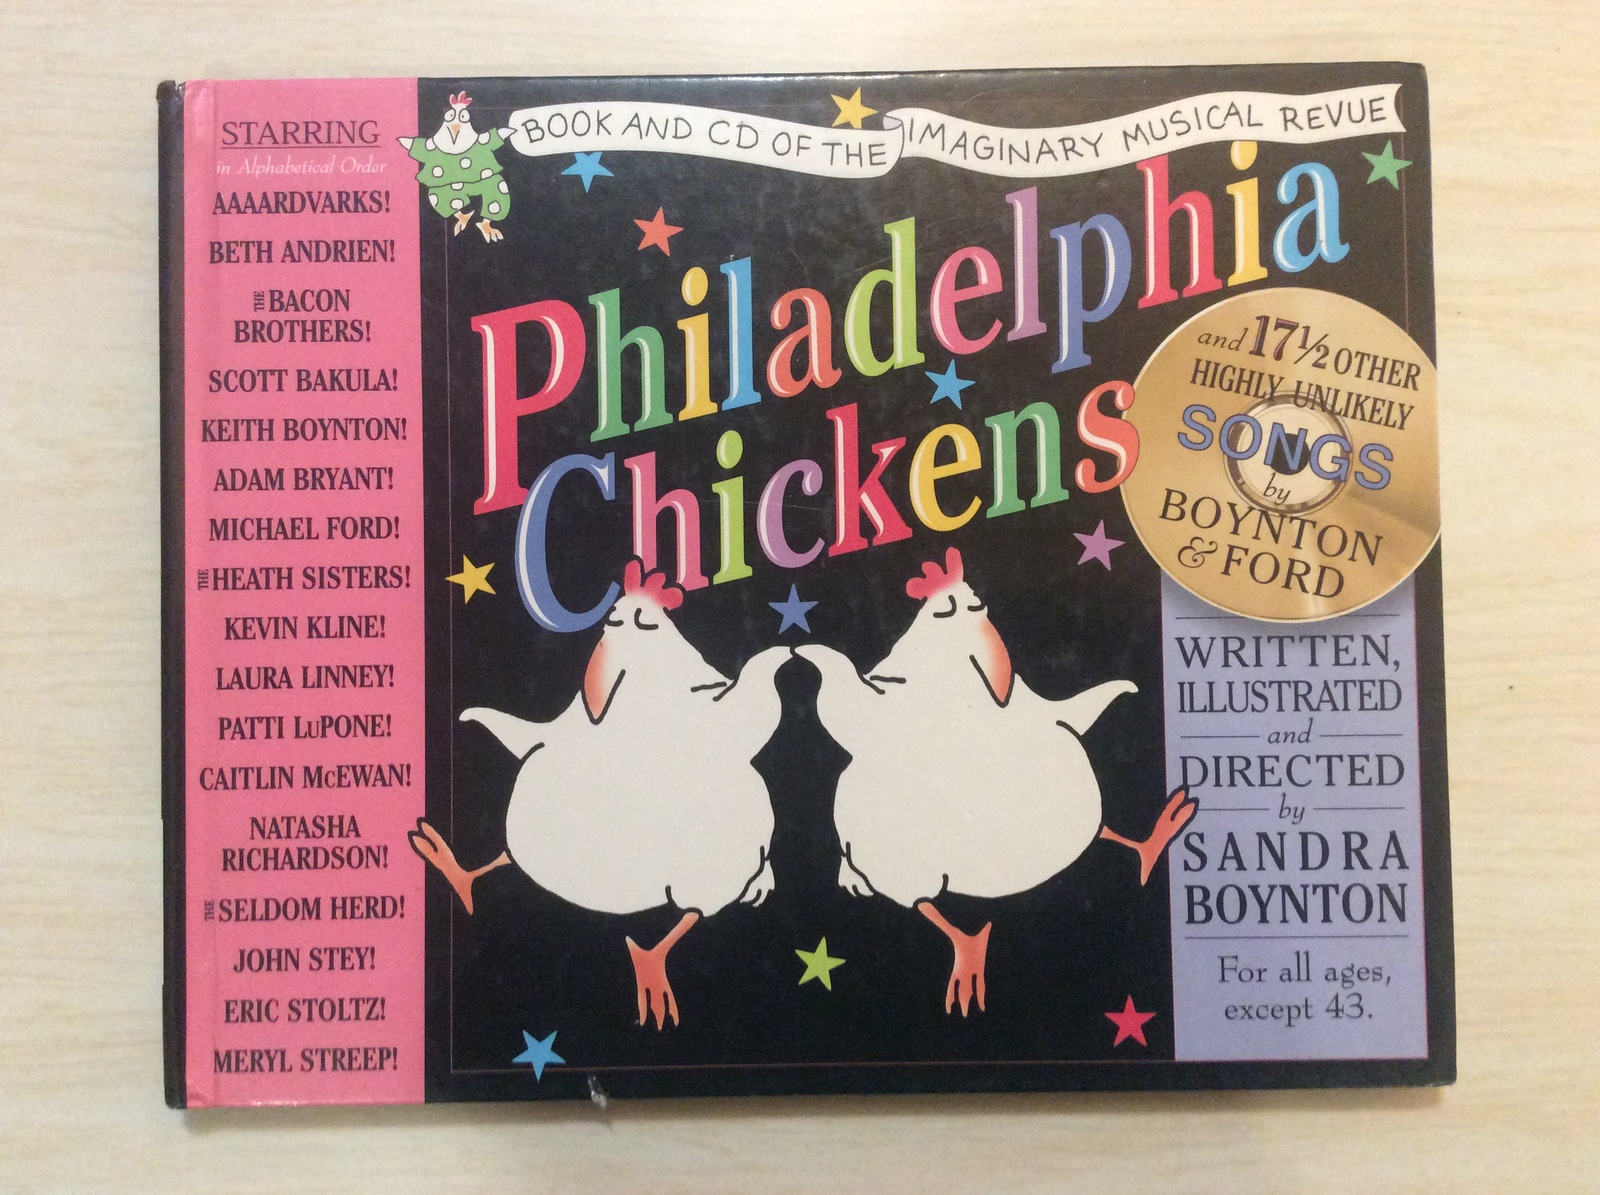 STARRING
in Alphabetical Order
AAAARDVARKS!
BETH ANDRIEN!
THE BACON
BROTHERS!
SCOTT BAKULA!
KEITH BOYNTON!
ADAM BRYANT!
MICHAEL FORD!
THE HEATH SISTERS!
KEVIN KLINE!
LAURA LINNEY!
PATTI LuPONE!
CAITLIN McEWAN!
NATASHA
RICHARDSON!
THE SELDOM HERD!
JOHN STEY!
ERIC STOLTZ!
MERYL STREEP!
BOOK AND CD OF THE IMAGINARY MUSICAL REVUE
Philadelphia
Chickens
and 17 1/2 OTHER
HIGHLY UNLIKELY
SONGS
by
BOYNTON
& FORD
WRITTEN,
ILLUSTRATED
and
DIRECTED
by
SANDRA
BOYNTON
For all ages,
except 43.